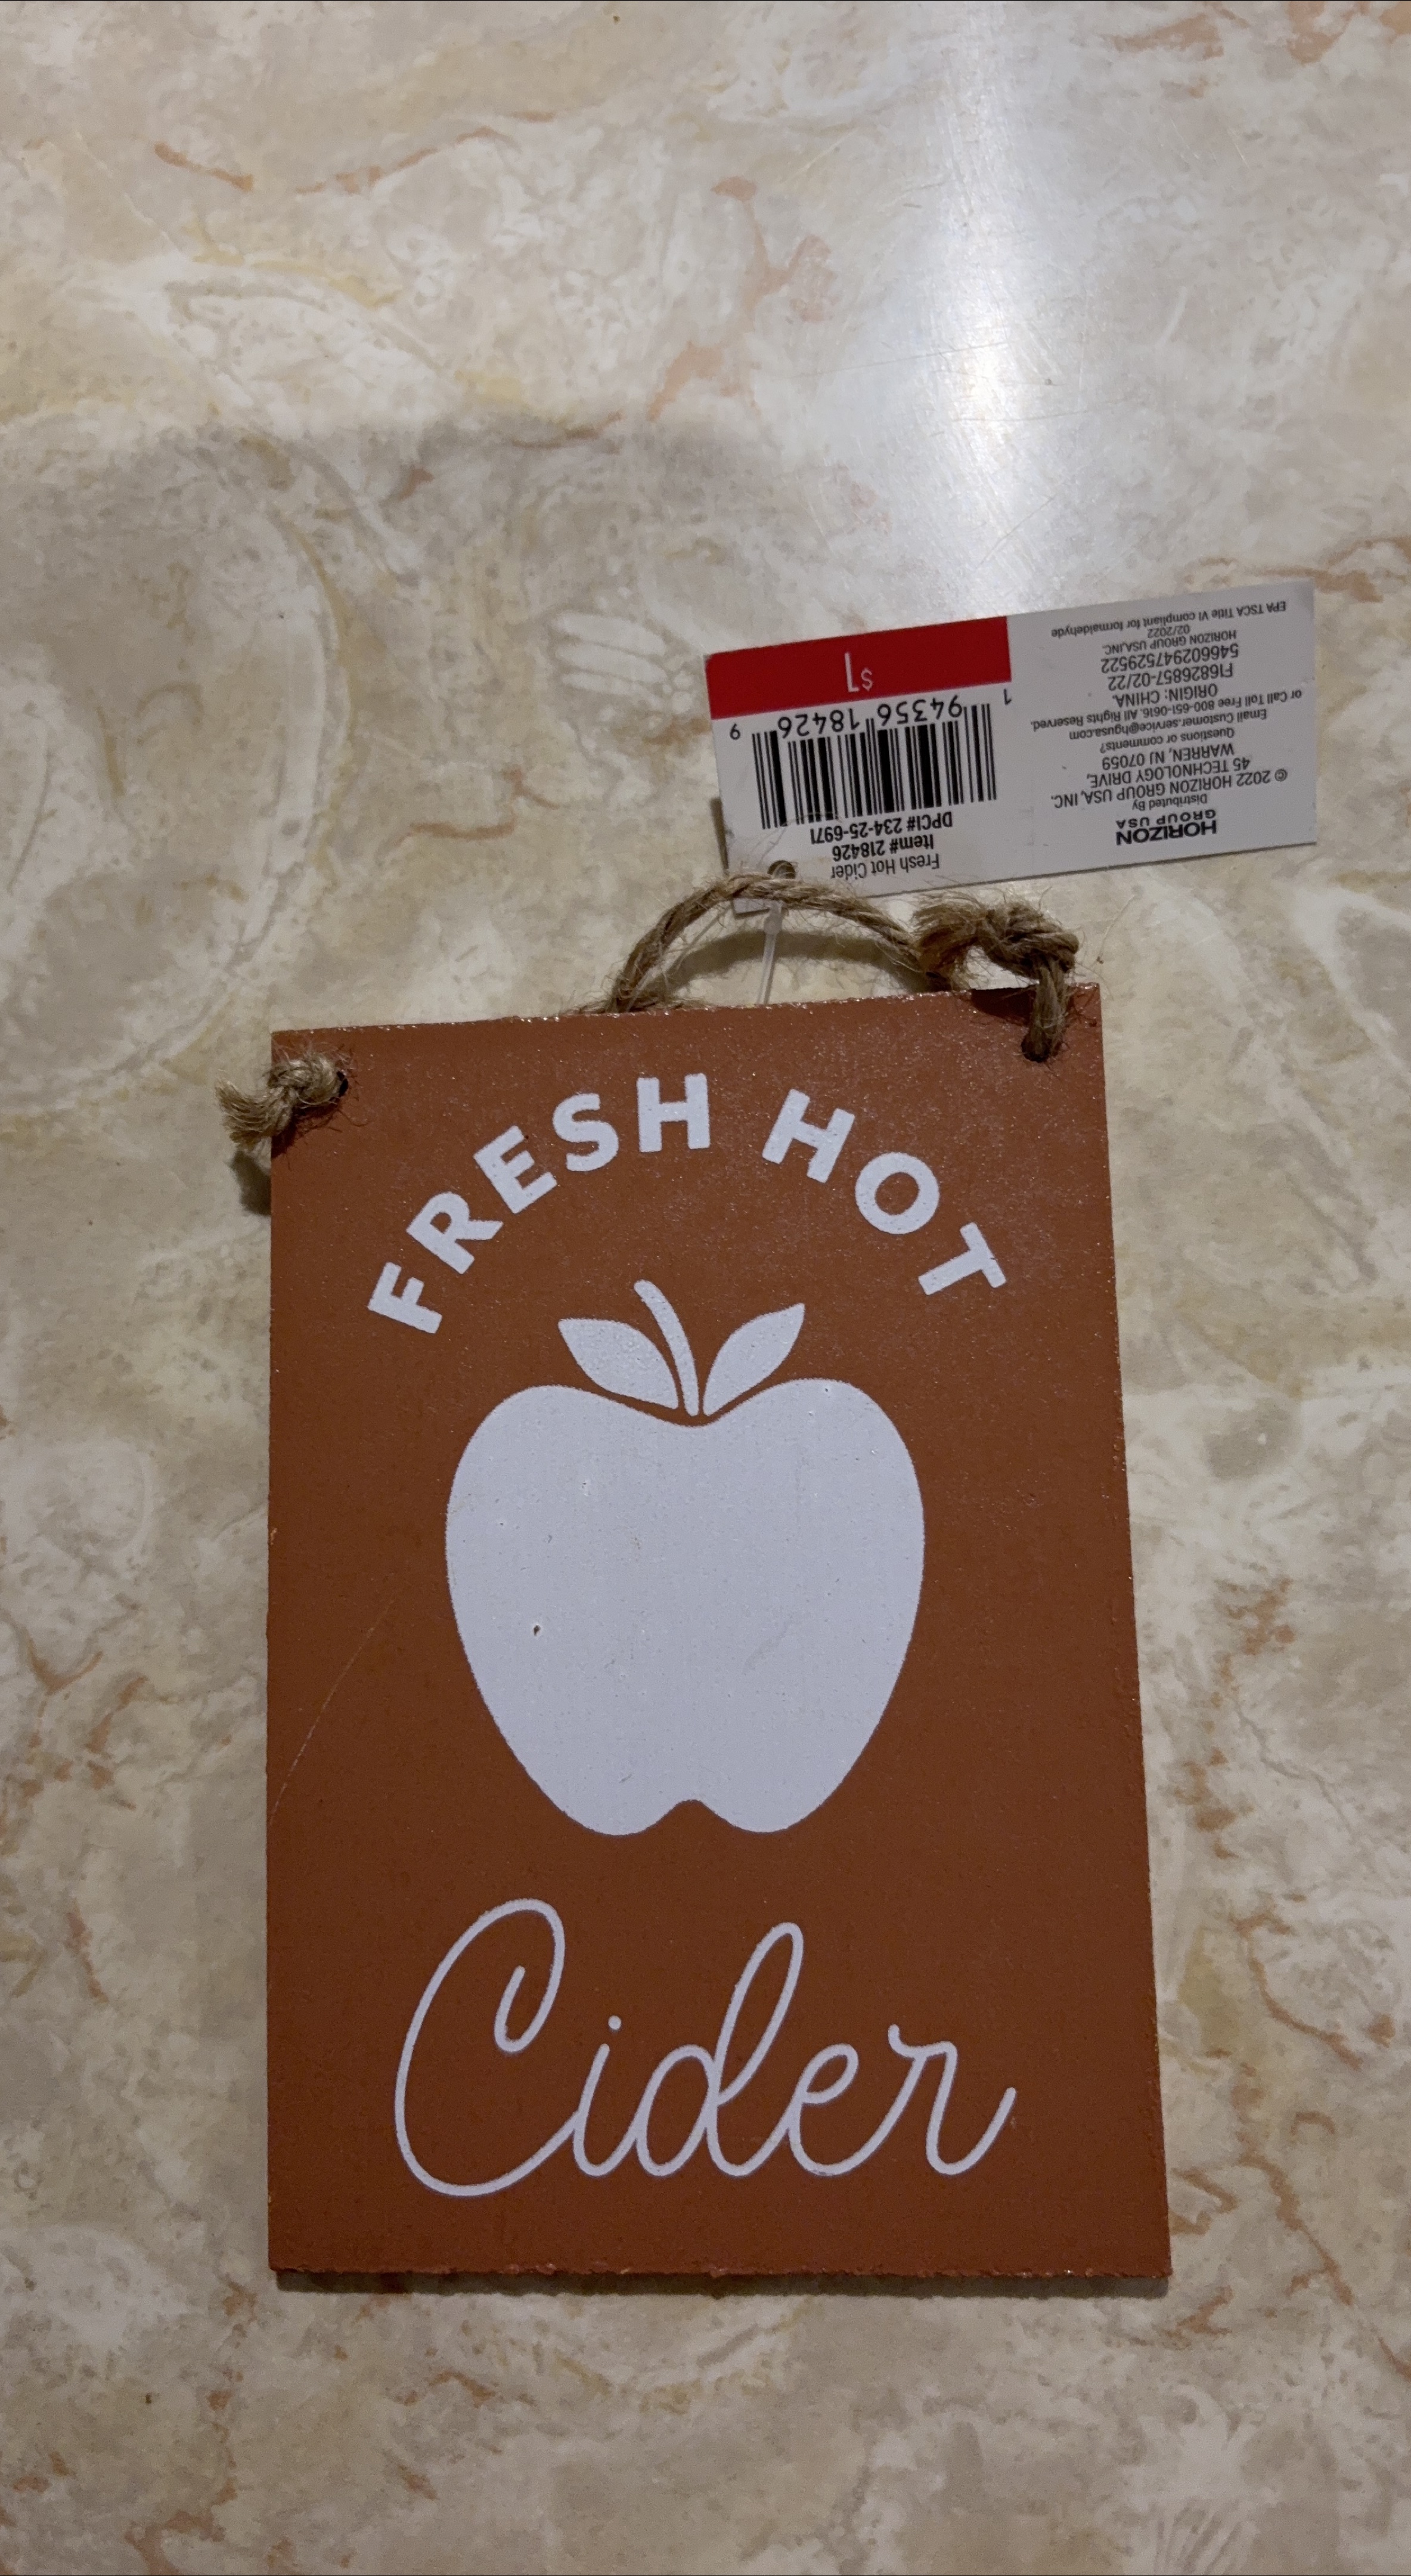 FRESH HOT
Cider
Fresh Hot Cider
Item# 218426
DPCI# 234-25-6971
1 94356 18426 9
$1
HORIZON
GROUP USA
Distributed By
© 2022 HORIZON GROUP USA, INC.
45 TECHNOLOGY DRIVE,
WARREN, NJ 07059
Questions or comments?
Email Customer.service@hgusa.com
or Call Toll Free 800-651-0616. All Rights Reserved.
ORIGIN: CHINA.
F16826857-02/22
546602947529522
HORIZON GROUP USA,INC.
02/2022
EPA TSCA Title VI compliant for formaldehyde